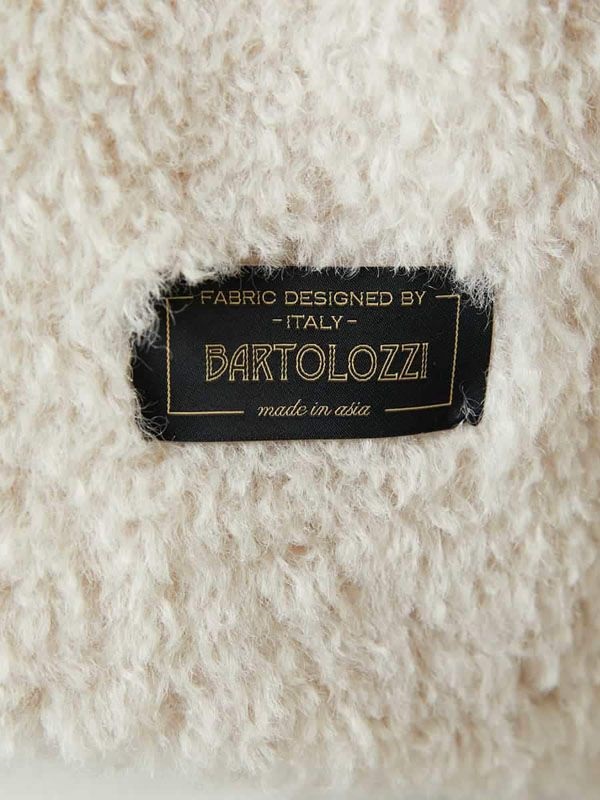 FABRIC DESIGNED BY
-ITALY-
BARTOLOZZI
made in asia